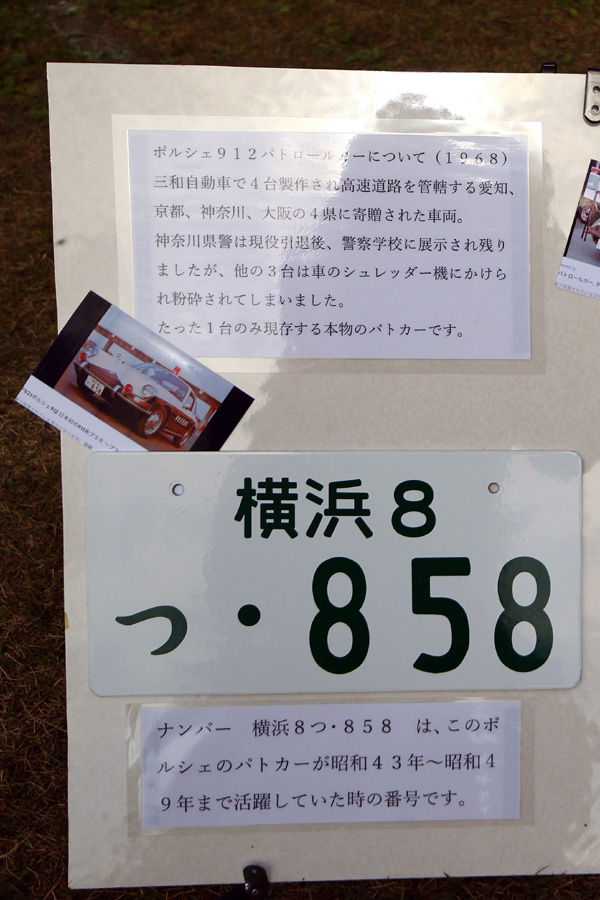 ポルシェ９１２パトロールカーについて（１９６８）
三和自動車で４台製作され高速道路を管轄する愛知、
京都、神奈川、大阪の４県に寄贈された車両。
神奈川県警は現役引退後、警察学校に展示され残り
ましたが、他の３台は車のシュレッダー機にかけら
れ粉砕されてしまいました。
たった１台のみ現存する本物のパトカーです。
横浜 8
つ・858
ナンバー　横浜８つ・８５８　は、このポ
ルシェのパトカーが昭和４３年～昭和４
９年まで活躍していた時の番号です。